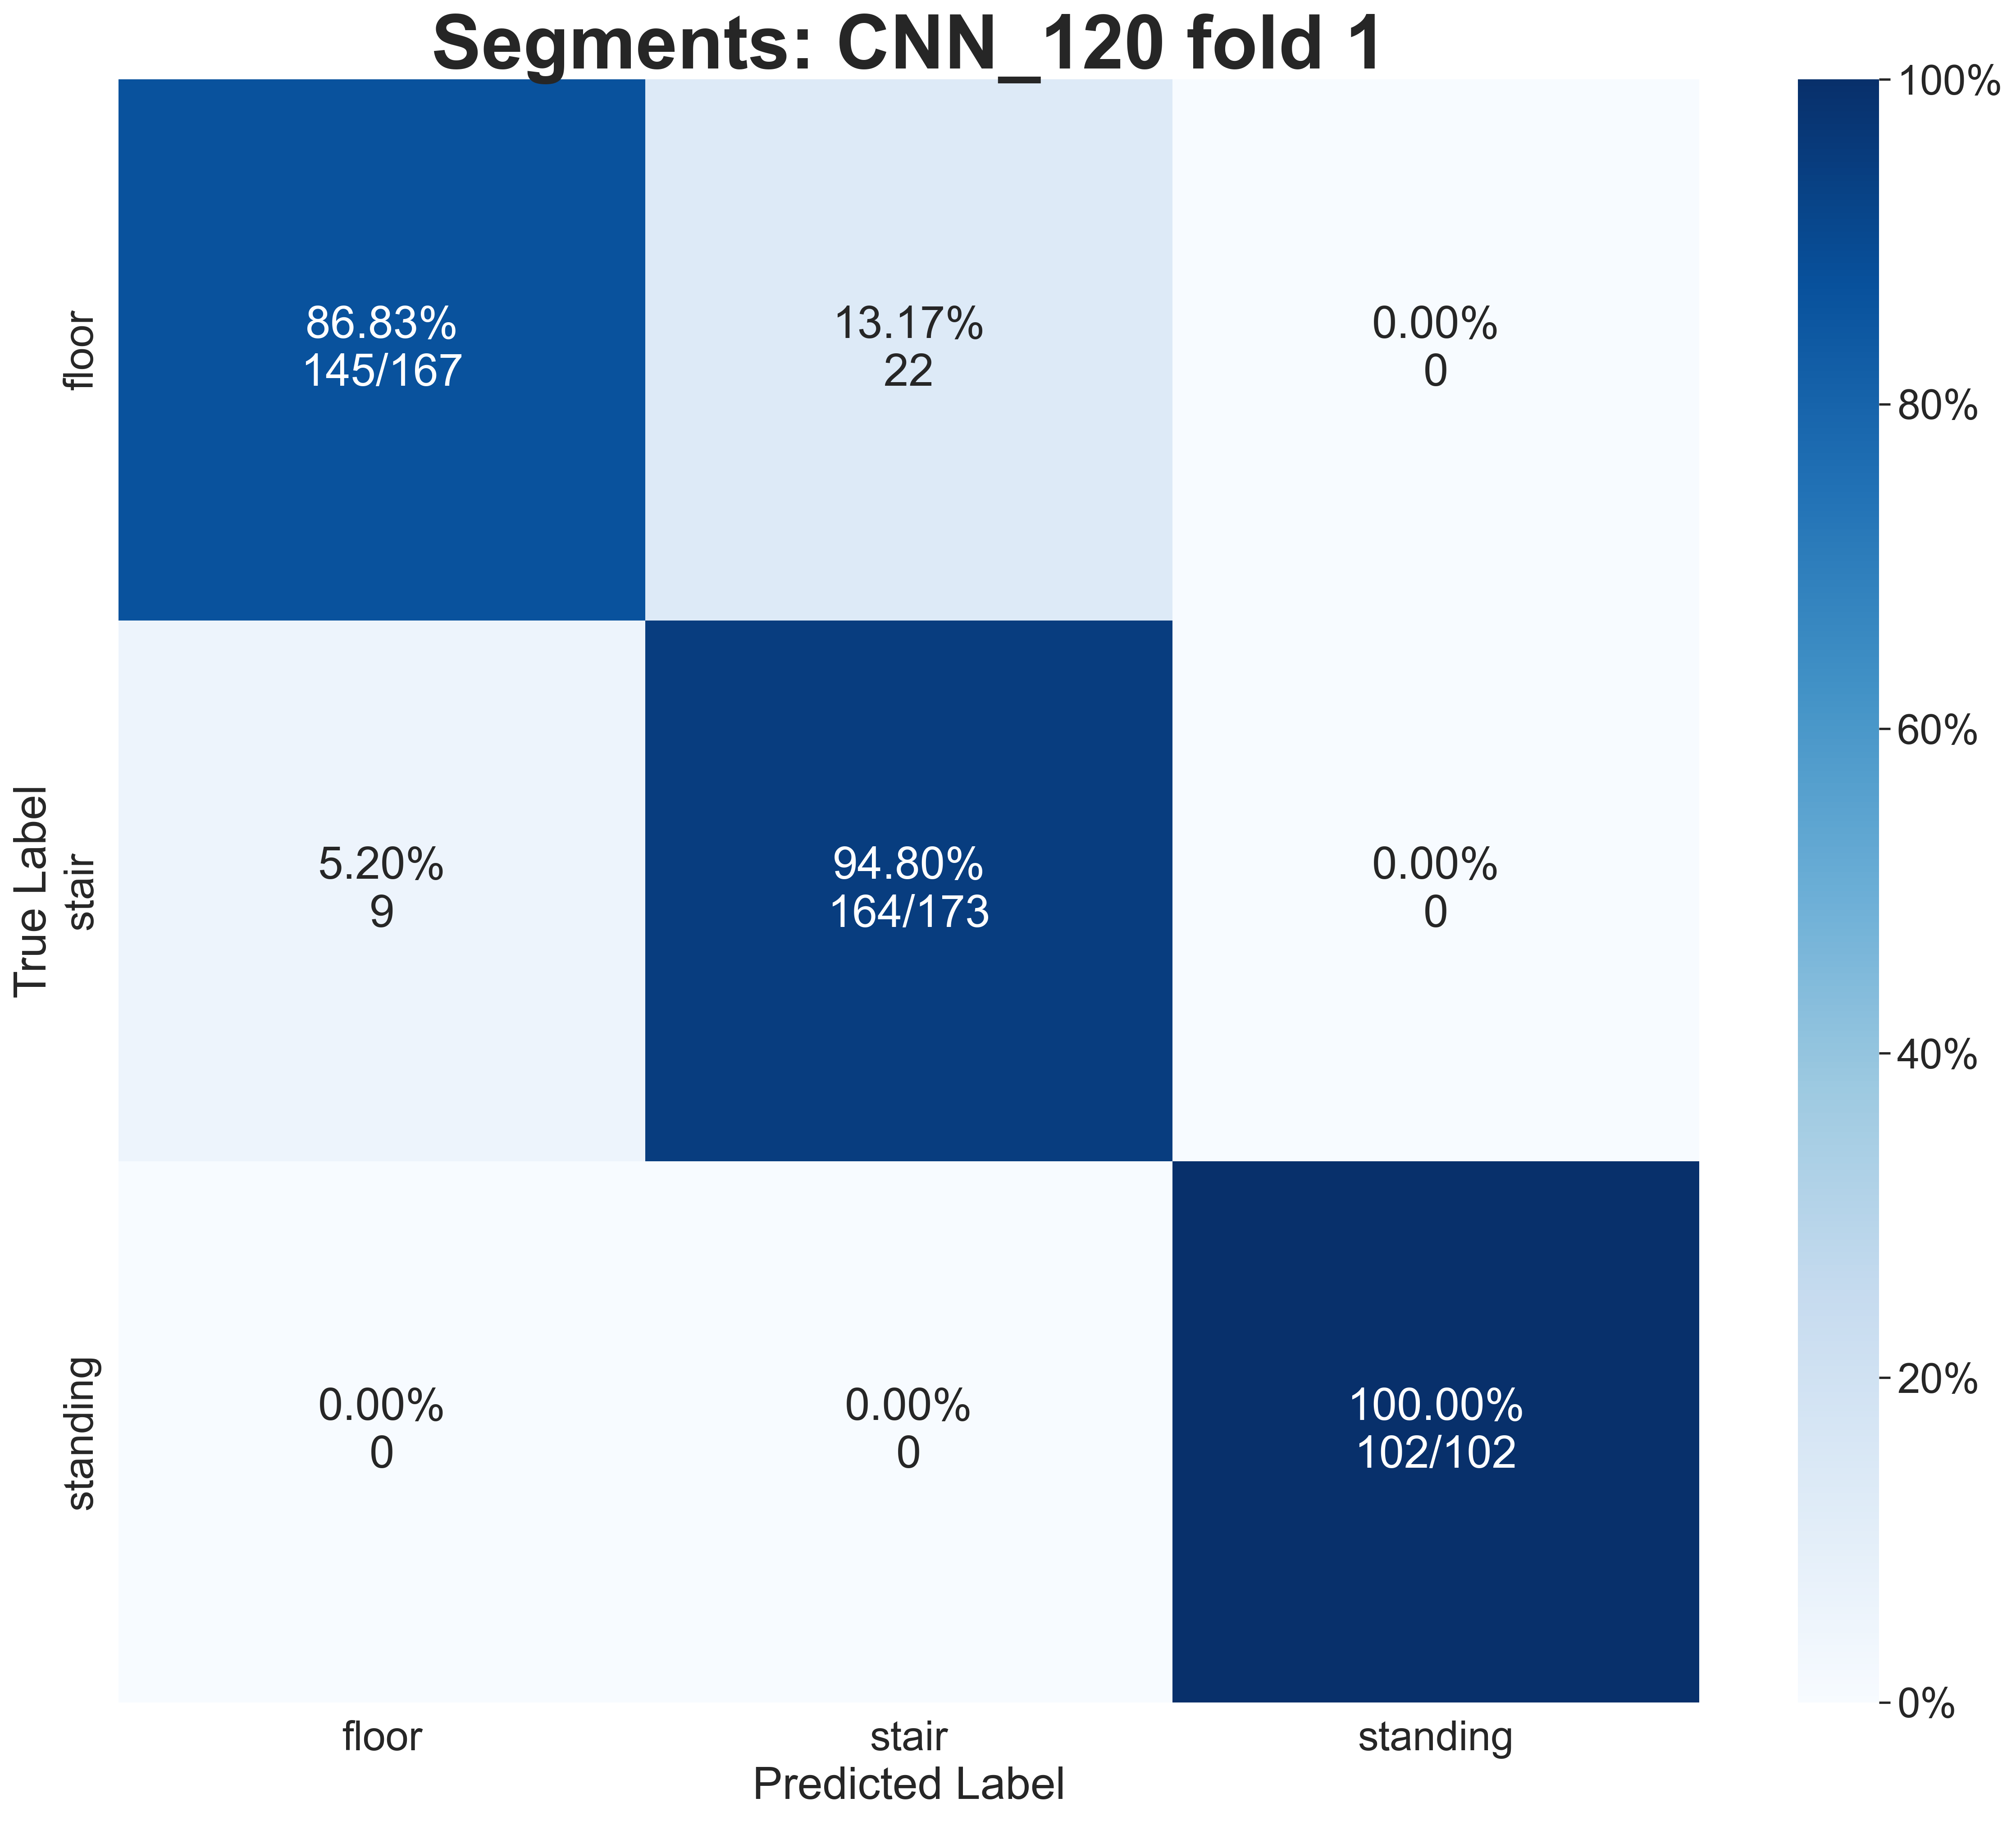 Segments: CNN_120 fold 1
True Label
floor
86.83%
145/167
13.17%
22
0.00%
0
stair
5.20%
9
94.80%
164/173
0.00%
0
standing
0.00%
0
0.00%
0
100.00%
102/102
floor
stair
standing
Predicted Label
100%
80%
60%
40%
20%
0%